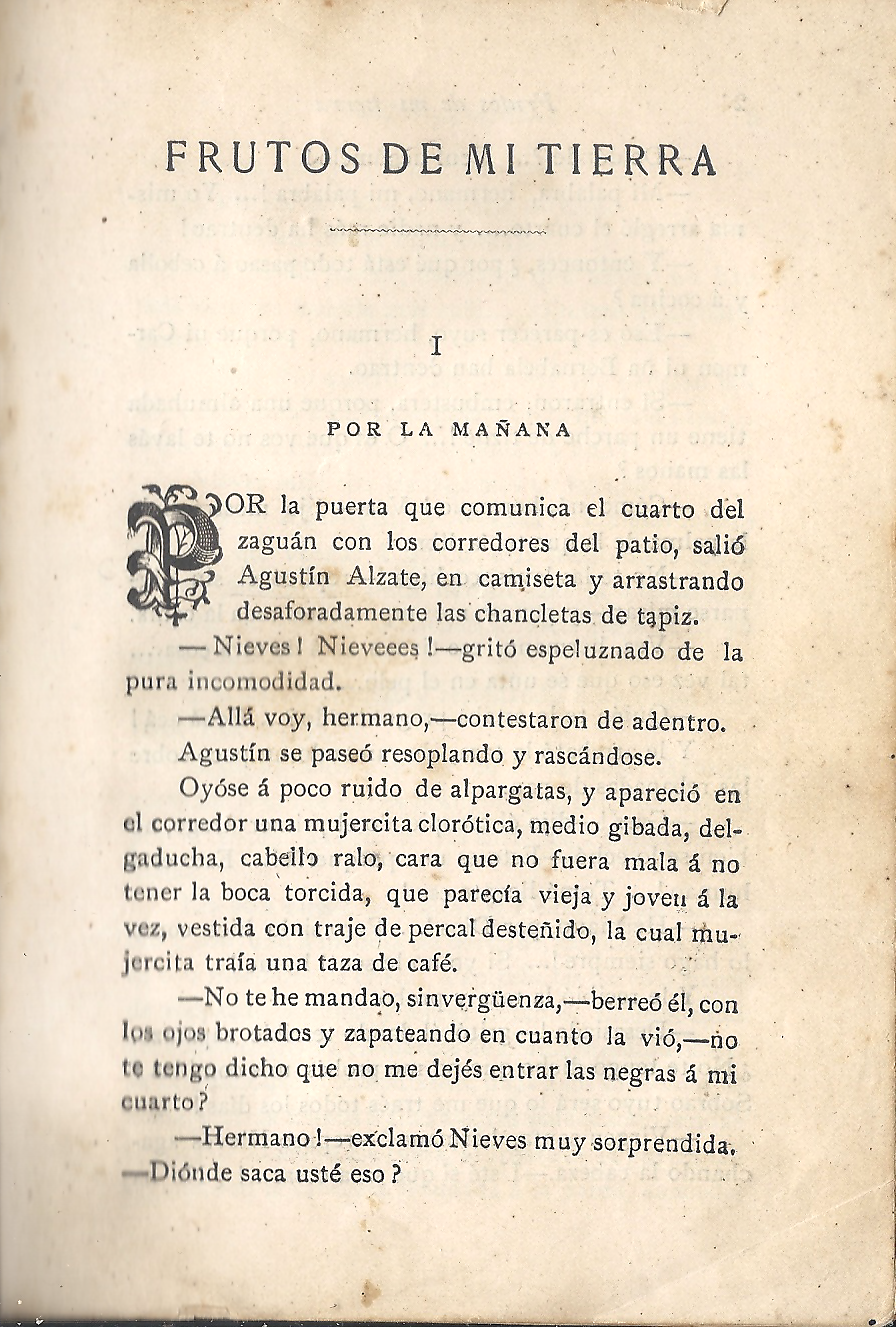 FRUTOS DE MI TIERRA
I
POR LA MAÑANA
POR la puerta que comunica el cuarto del
zaguán con los corredores del patio, salió
Agustín Alzate, en camiseta y arrastrando
desaforadamente las chancletas de tapiz.
— Nieves! Nieveees!—gritó espeluznado de la
pura incomodidad.
—Allá voy, hermano,—contestaron de adentro.
Agustín se paseó resoplando y rascándose.
Oyóse á poco ruido de alpargatas, y apareció en
el corredor una mujercita clorótica, medio gibada, del-
gaducha, cabello ralo, cara que no fuera mala á no
tener la boca torcida, que parecía vieja y joven á la
vez, vestida con traje de percal desteñido, la cual mu-
jercita traía una taza de café.
—No te he mandao, sinvergüenza,—berreó él, con
los ojos brotados y zapateando en cuanto la vió,—no
te tengo dicho que no me dejés entrar las negras á mi
cuarto?
—Hermano!—exclamó Nieves muy sorprendida.
—Diónde saca usté eso?